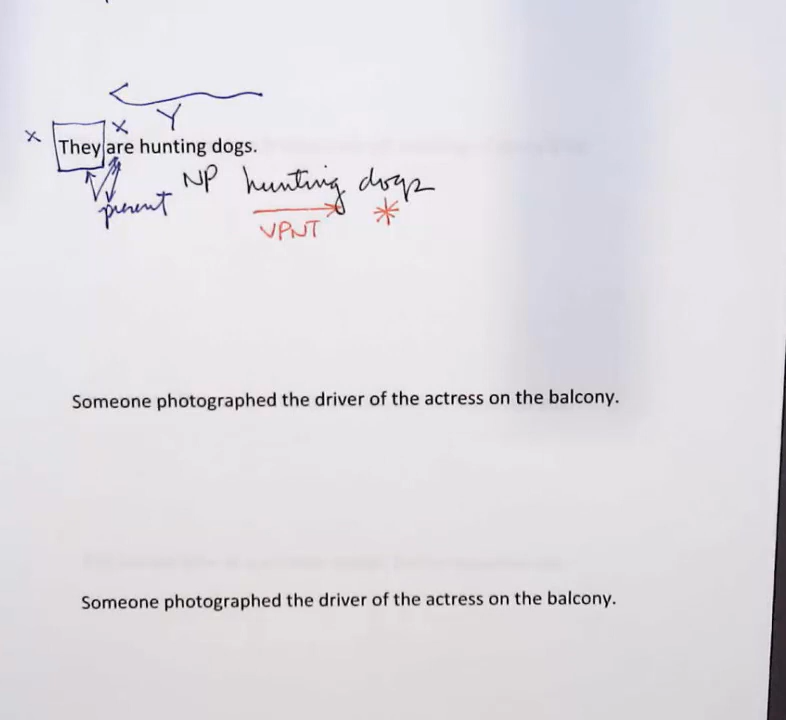 Y
x x
They are hunting dogs.
NP hunting dogs
present
VPNT *
Someone photographed the driver of the actress on the balcony.
Someone photographed the driver of the actress on the balcony.